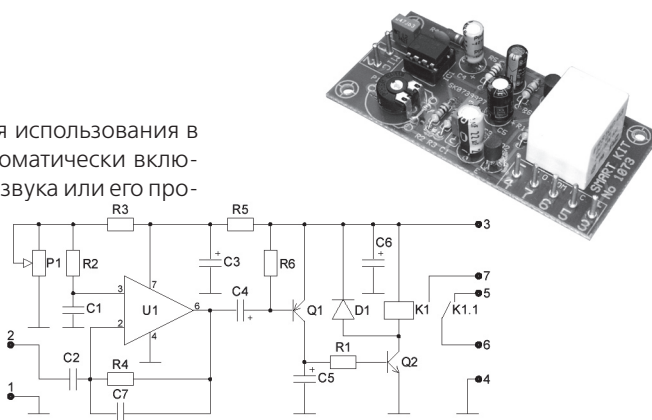 я использования в
оматически вклю-
звука или его про-
SMART KIT
No 1073
R3
R5
3
P1
R2
C3
R6
C6
7
3
7
5
C1
U1
6
C4
Q1
D1
K1
K1.1
2
2
4
6
C2
R4
R1
Q2
C5
4
1
C7